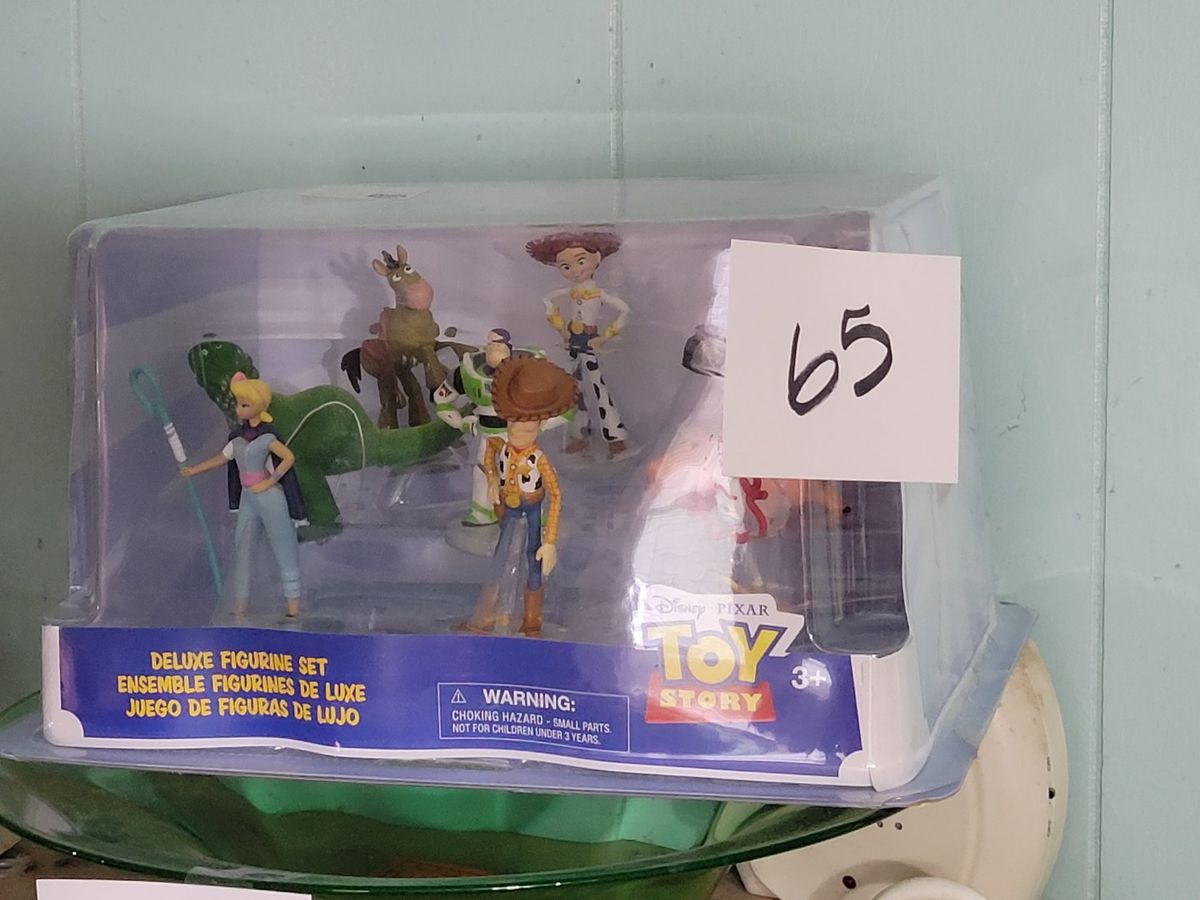 65
DELUXE FIGURINE SET
ENSEMBLE FIGURINES DE LUXE
JUEGO DE FIGURAS DE LUJO
⚠ WARNING:
CHOKING HAZARD - SMALL PARTS.
NOT FOR CHILDREN UNDER 3 YEARS.
Disney · PIXAR
TOY
STORY
3+